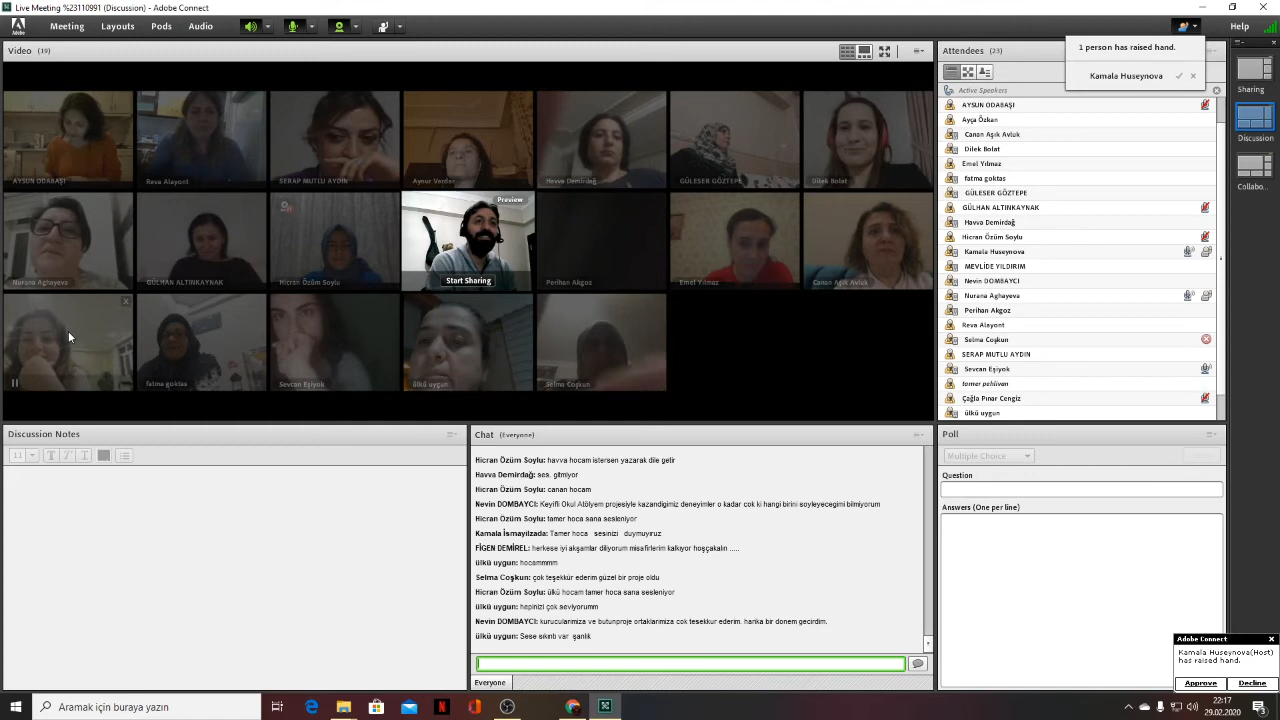 Live Meeting %23110991 (Discussion) - Adobe Connect
Adobe
Meeting Layouts Pods Audio
Help
Video (19)
AYSUN ODABAŞI
Reva Alayont
SERAP MUTLU AYDIN
Aynur Vardar
Havva Demirdağ
GÜLESER GÖZTEPE
Dilek Bolat
Nurana Aghayeva
GÜLHAN ALTINKAYNAK
Hicran Özüm Soylu
Preview
Start Sharing
Perihan Akgoz
Emel Yılmaz
Canan Aşık Avluk
X
fatma goktas
Sevcan Eşiyok
ülkü uygun
Selma Coşkun
Attendees (23)
1 person has raised hand.
Kamala Huseynova
Active Speakers
AYSUN ODABAŞI
Ayça Özkan
Canan Aşık Avluk
Dilek Bolat
Emel Yılmaz
fatma goktas
GÜLESER GÖZTEPE
GÜLHAN ALTINKAYNAK
Havva Demirdağ
Hicran Özüm Soylu
Kamala Huseynova
MEVLİDE YILDIRIM
Nevin DOMBAYCI
Nurana Aghayeva
Perihan Akgoz
Reva Alayont
Selma Coşkun
SERAP MUTLU AYDIN
Sevcan Eşiyok
tamer pehlivan
Çağla Pınar Cengiz
ülkü uygun
Sharing
Discussion
Collabo...
Discussion Notes
11 T T T
Chat (Everyone)
Hicran Özüm Soylu: havva hocam istersen yazarak dile getir
Havva Demirdağ: ses. gitmiyor
Hicran Özüm Soylu: canan hocam
Nevin DOMBAYCI: Keyifli Okul Atölyem projesiyle kazandigimiz deneyimler o kadar cok ki hangi birini soyleyecegimi bilmiyorum
Hicran Özüm Soylu: tamer hoca sana sesleniyor
Kamala İsmayılzada: Tamer hoca sesinizi duymuyiruz
FİGEN DEMİREL: herkese iyi akşamlar diliyorum misafirlerim kalkıyor hoşçakalın .....
ülkü uygun: hocammmm
Selma Coşkun: çok teşekkür ederim güzel bir proje oldu
Hicran Özüm Soylu: ülkü hocam tamer hoca sana sesleniyor
ülkü uygun: hepinizi çok seviyorumm
Nevin DOMBAYCI: kurucularimiza ve butunproje ortaklarimiza cok tesekkur ederim. harika bir donem gecirdim.
ülkü uygun: Sese sıkıntı var şanlık
Everyone
Poll
Multiple Choice
Question
Answers (One per line)
Adobe Connect
Kamala Huseynova(Host)
has raised hand.
Approve Decline
Aramak için buraya yazın
22:17
29.02.2020